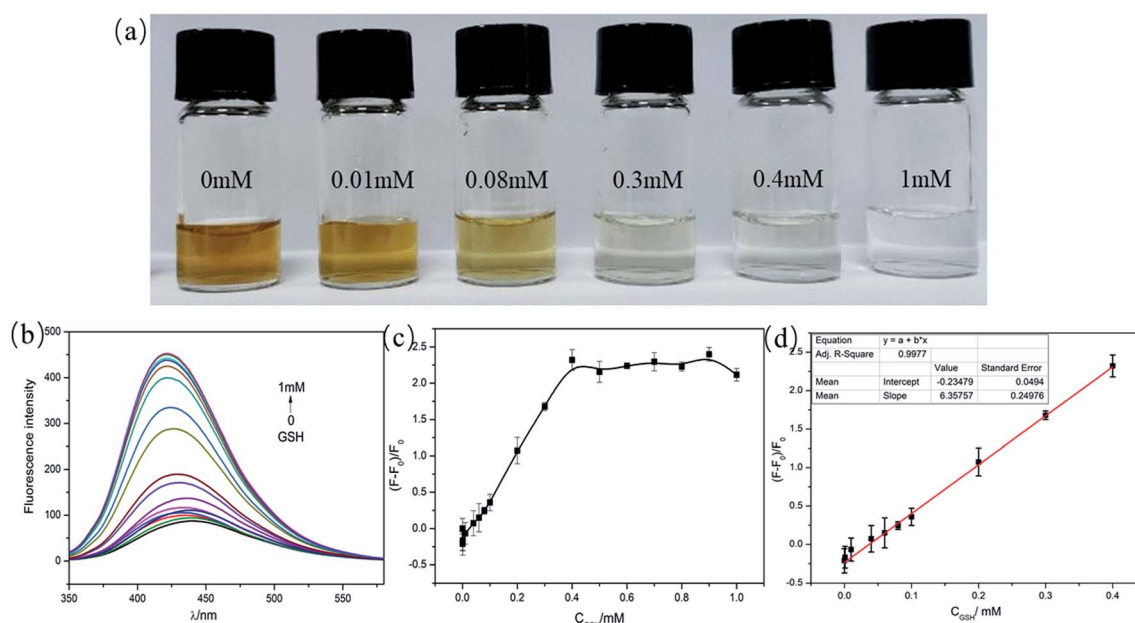 (a)
0mM 0.01mM 0.08mM 0.3mM 0.4mM 1mM
(b)
500
400
300
200
100
0
Fluorescence intensity
1mM
0
GSH
350 400 450 500 550
λ/nm
(c)
2.5
2.0
1.5
1.0
0.5
0.0
-0.5
(F-F₀)/F₀
0.0 0.2 0.4 0.6 0.8 1.0
/mM
(d)
Equation y = a + b*x
Adj. R-Square 0.9977
Value Standard Error
Mean Intercept -0.23479 0.0494
Mean Slope 6.35757 0.24976
2.5
2.0
1.5
1.0
0.5
0.0
-0.5
(F-F₀)/F₀
0.0 0.1 0.2 0.3 0.4
C_GSH/ mM